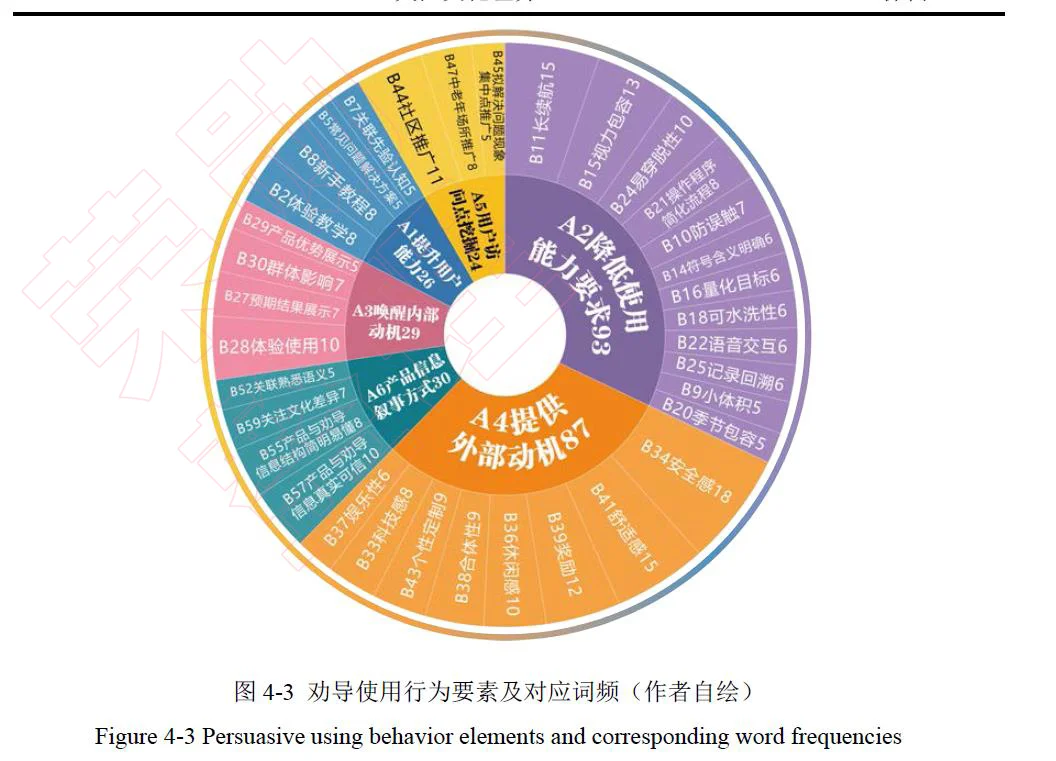 B11长续航15
B15视力包容13
B24易穿脱性10
B21操作程序
简化流程8
B10防误触7
B14符号含义明确6
B16量化目标6
B18可水洗性6
B22语音交互6
B25记录回溯6
B9小体积5
B20季节包容5
A2降低使用
能力要求93
B34安全感18
B41舒适感15
B39奖励12
B36休闲感10
B38合体性9
B43个性定制9
B33科技感8
B37娱乐性6
A4提供
外部动机87
B57产品与劝导
信息真实可信10
B55产品与劝导
信息结构简明易懂8
B59关注文化差异7
B52关联熟悉语义5
A6产品信息
叙事方式30
B28体验使用10
B27预期结果展示7
B30群体影响7
B29产品优势展示5
A3唤醒内部
动机29
B2体验教学8
B8新手教程8
B5常见问题解决方案5
B7关联先验认知5
A1提升用户
能力26
B44社区推广11
B47中老年场所推广8
B45拟解决问题现象
集中点推广5
A5用户访
问点挖掘24
图 4-3 劝导使用行为要素及对应词频（作者自绘）
Figure 4-3 Persuasive using behavior elements and corresponding word frequencies